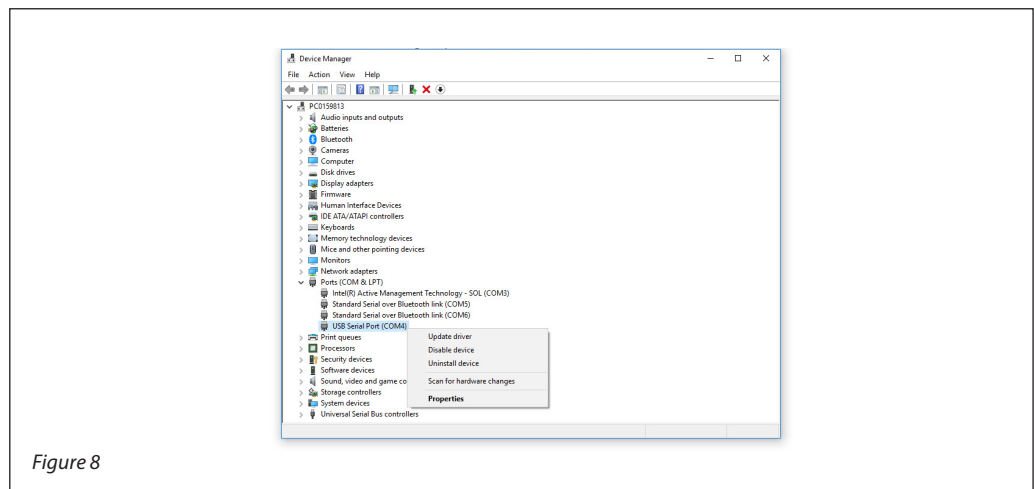 Device Manager
File Action View Help
PC0159813
Audio inputs and outputs
Batteries
Bluetooth
Cameras
Computer
Disk drives
Display adapters
Firmware
Human Interface Devices
IDE ATA/ATAPI controllers
Keyboards
Memory technology devices
Mice and other pointing devices
Monitors
Network adapters
Ports (COM & LPT)
Intel(R) Active Management Technology - SOL (COM3)
Standard Serial over Bluetooth link (COM5)
Standard Serial over Bluetooth link (COM6)
USB Serial Port (COM4)
Print queues
Processors
Security devices
Software devices
Sound, video and game co
Storage controllers
System devices
Universal Serial Bus controllers
Update driver
Disable device
Uninstall device
Scan for hardware changes
Properties
Figure 8